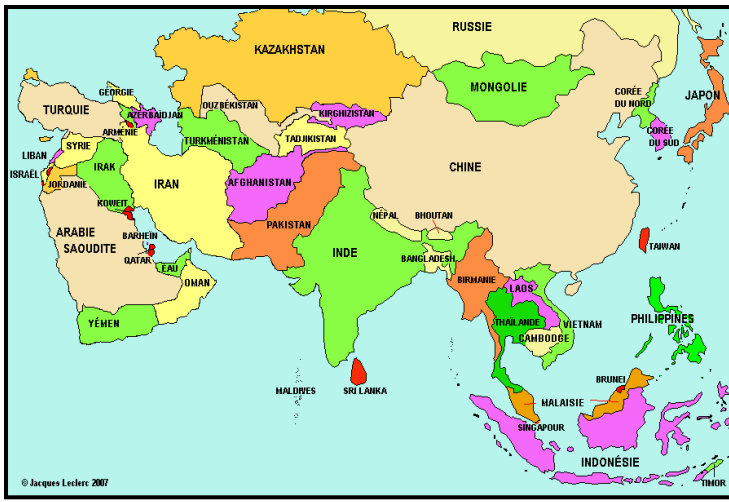 RUSSIE
KAZAKHSTAN
MONGOLIE
GÉORGIE
OUZBÉKISTAN
CORÉE
DU NORD
JAPON
TURQUIE
AZERBAÏDJAN
KIRGHIZISTAN
ARMÉNIE
TURKMÉNISTAN
TADJIKISTAN
CORÉE
DU SUD
SYRIE
LIBAN
IRAK
CHINE
ISRAËL
JORDANIE
IRAN
AFGHANISTAN
KOWEIT
NÉPAL
BHOUTAN
ARABIE
SAOUDITE
PAKISTAN
BARHEÏN
TAIWAN
INDE
QATAR
BANGLADESH
EAU
OMAN
BIRMANIE
LAOS
YÉMEN
THAÏLANDE
VIETNAM
PHILIPPINES
CAMBODGE
BRUNEI
MALDIVES
SRI LANKA
MALAISIE
SINGAPOUR
INDONÉSIE
TIMOR
© Jacques Leclerc 2007